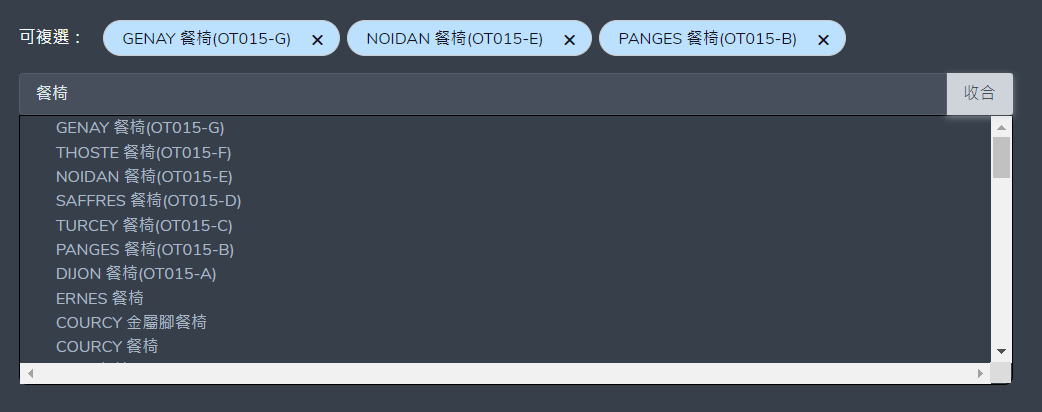 可複選： GENAY 餐椅(OT015-G) ✕ NOIDAN 餐椅(OT015-E) ✕ PANGES 餐椅(OT015-B) ✕
餐椅 收合
GENAY 餐椅(OT015-G)
THOSTE 餐椅(OT015-F)
NOIDAN 餐椅(OT015-E)
SAFFRES 餐椅(OT015-D)
TURCEY 餐椅(OT015-C)
PANGES 餐椅(OT015-B)
DIJON 餐椅(OT015-A)
ERNES 餐椅
COURCY 金屬腳餐椅
COURCY 餐椅